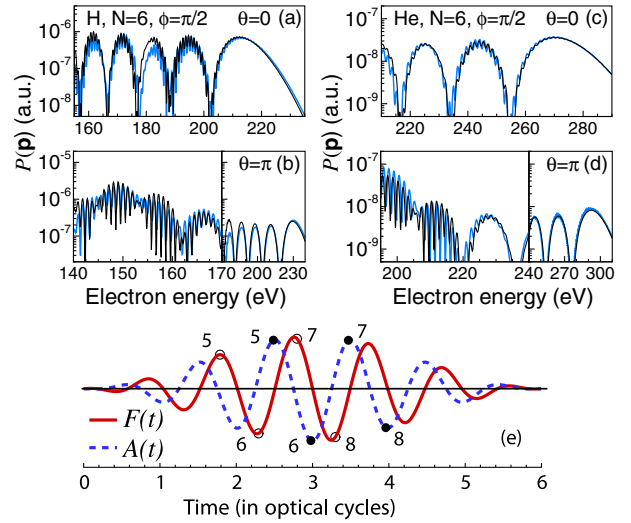 H, N=6, ϕ=π/2 θ=0 (a)
He, N=6, ϕ=π/2 θ=0 (c)
10⁻⁶
10⁻⁷
10⁻⁸
160 180 200 220
10⁻⁷
10⁻⁸
10⁻⁹
220 240 260 280
P(p) (a.u.)
P(p) (a.u.)
θ=π (b)
θ=π (d)
10⁻⁵
10⁻⁶
10⁻⁷
140 150 160 170 200 230
10⁻⁷
10⁻⁸
10⁻⁹
200 220 240 270 300
Electron energy (eV)
Electron energy (eV)
5 5 7 7
6 6 8 8
F(t)
A(t)
(e)
0 1 2 3 4 5 6
Time (in optical cycles)